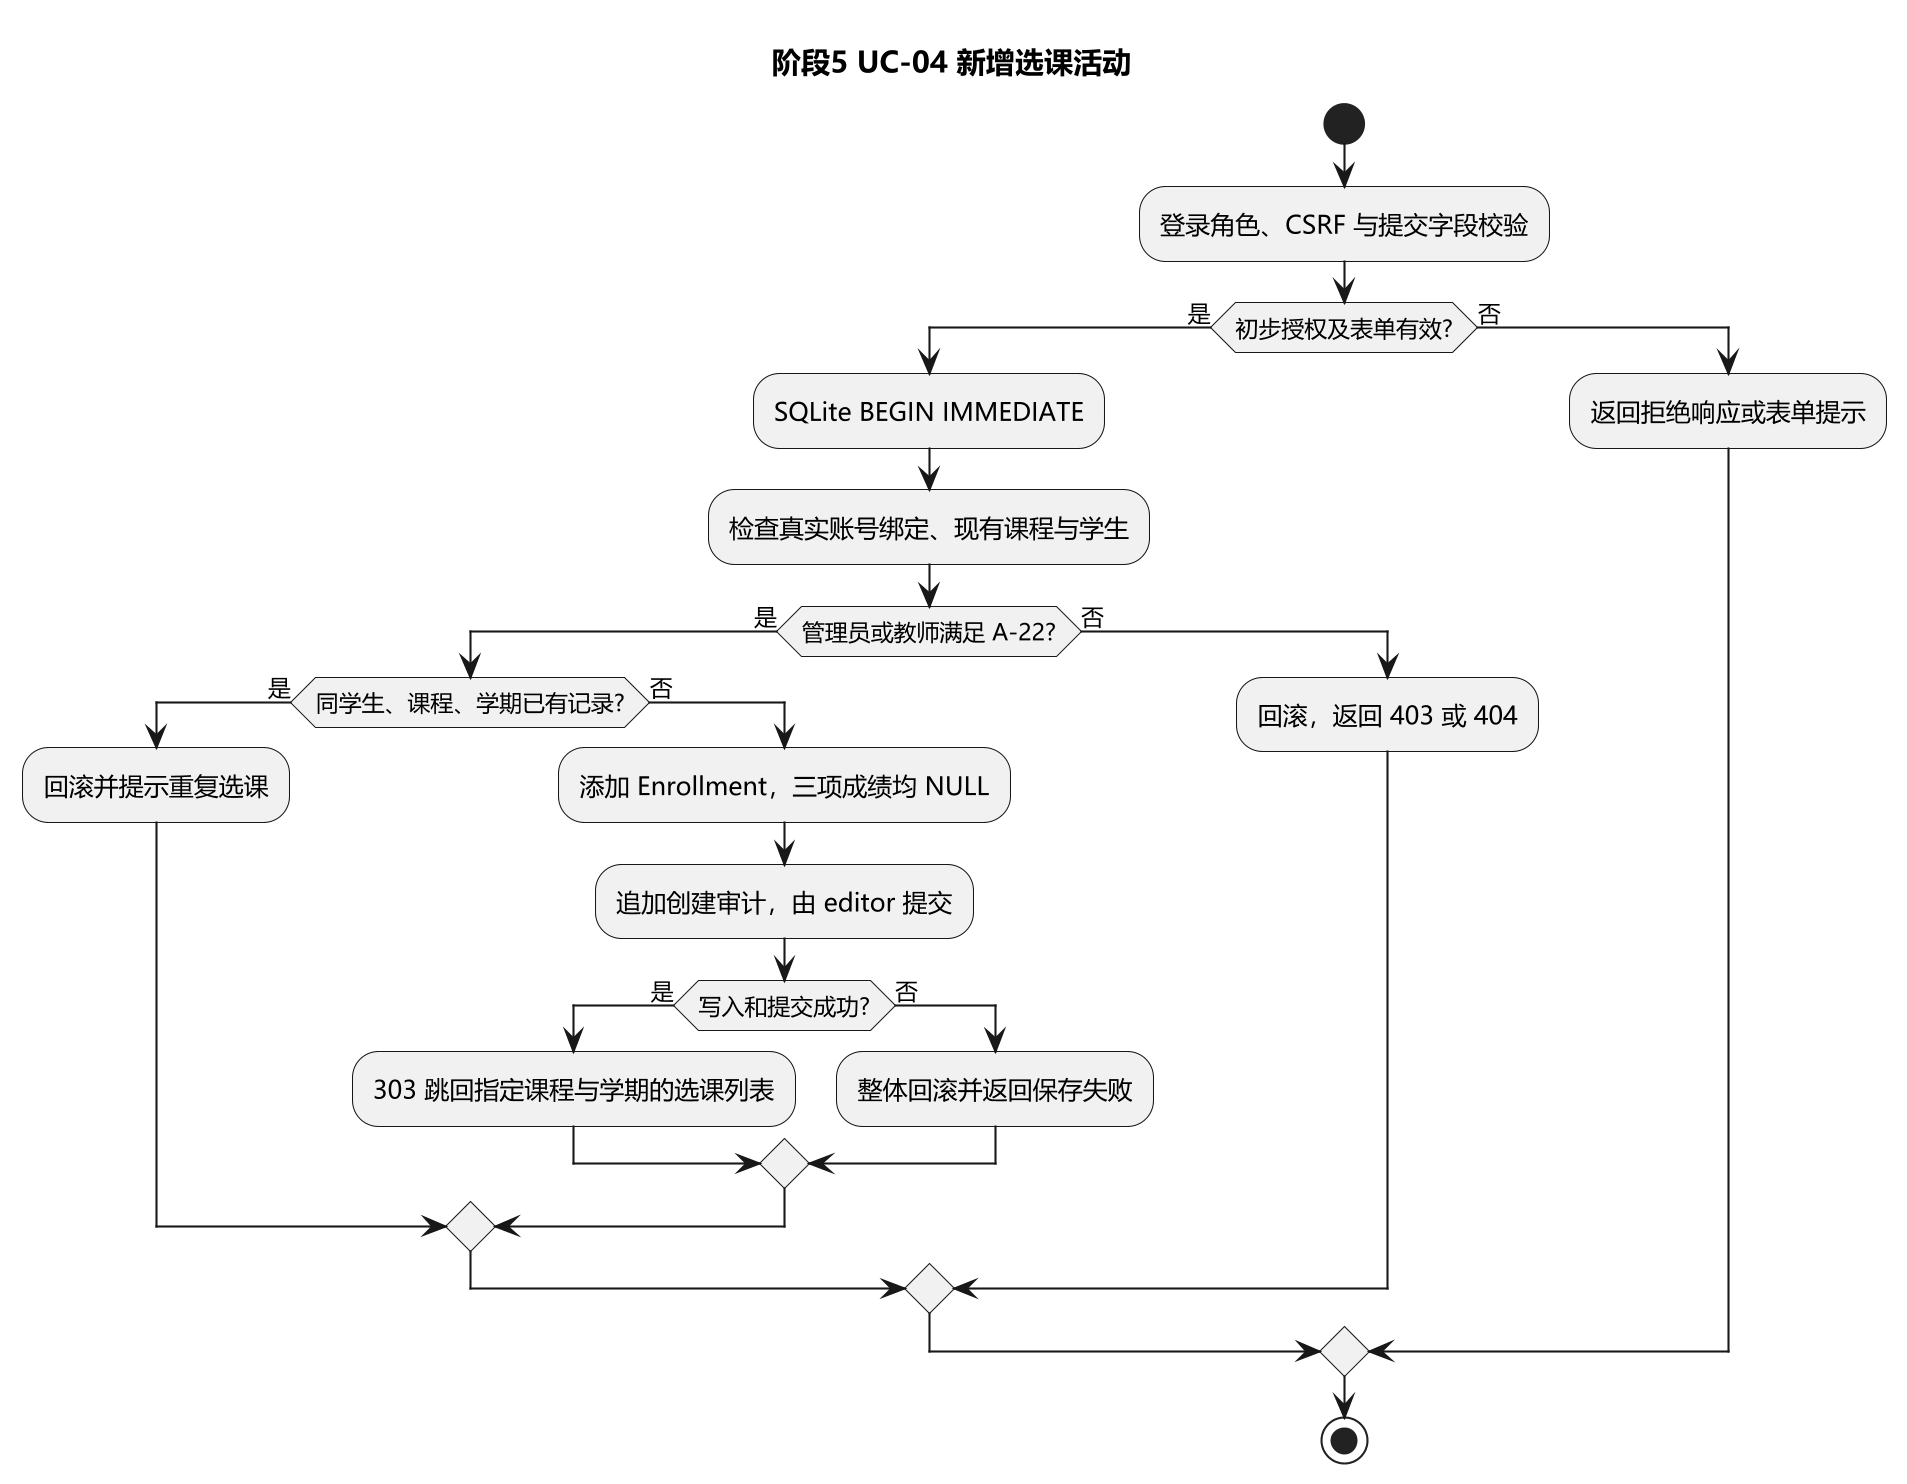 阶段5 UC-04 新增选课活动
登录角色、CSRF 与提交字段校验
是
初步授权及表单有效?
否
SQLite BEGIN IMMEDIATE
返回拒绝响应或表单提示
检查真实账号绑定、现有课程与学生
是
管理员或教师满足 A-22?
否
是
同学生、课程、学期已有记录?
否
回滚，返回 403 或 404
回滚并提示重复选课
添加 Enrollment，三项成绩均 NULL
追加创建审计，由 editor 提交
是
写入和提交成功?
否
303 跳回指定课程与学期的选课列表
整体回滚并返回保存失败